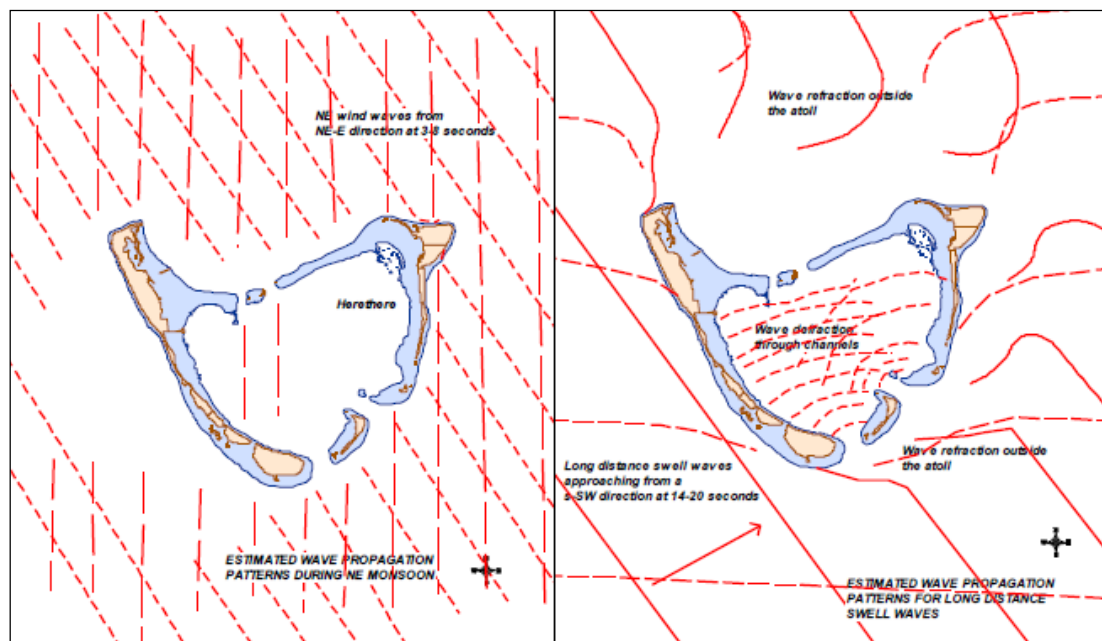 NE wind waves from
NE-E direction at 3-8 seconds
Herethere
ESTIMATED WAVE PROPAGATION
PATTERNS DURING NE MONSOON
Wave refraction outside
the atoll
Wave defraction
through channels
Wave refraction outside
the atoll
Long distance swell waves
approaching from a
s-SW direction at 14-20 seconds
ESTIMATED WAVE PROPAGATION
PATTERNS FOR LONG DISTANCE
SWELL WAVES